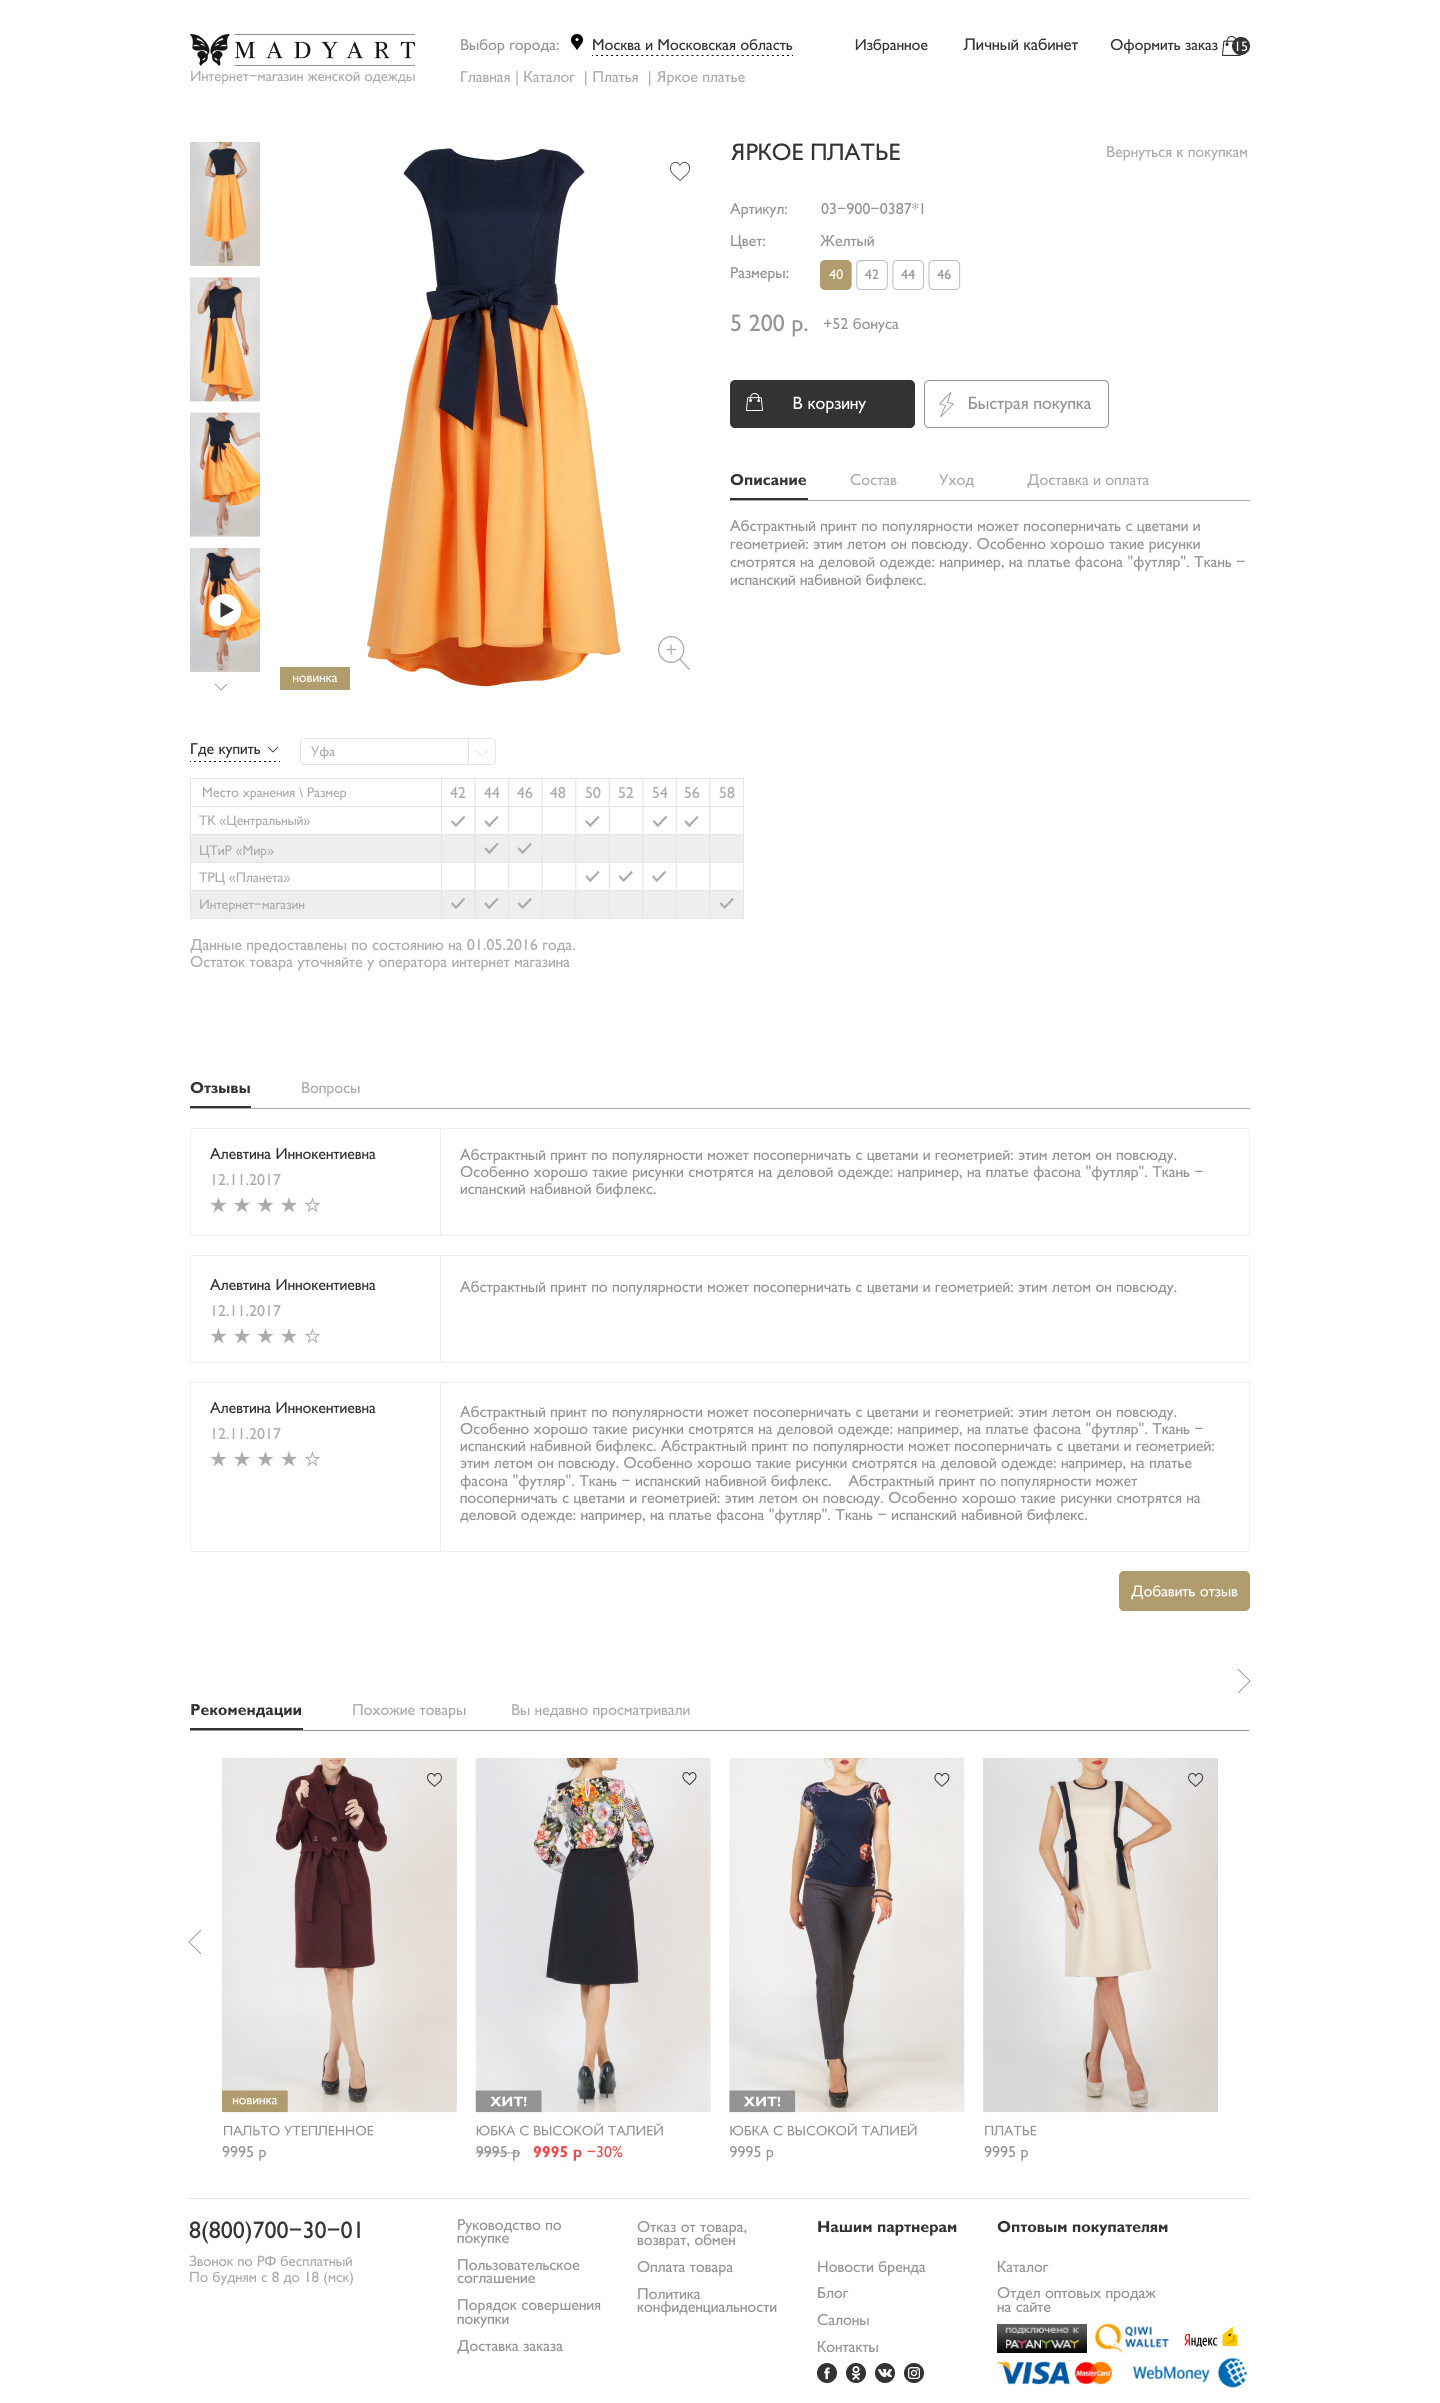 MADYART
Интернет-магазин женской одежды
Выбор города: Москва и Московская область
Избранное
Личный кабинет
Оформить заказ 15
Главная | Каталог | Платья | Яркое платье
ЯРКОЕ ПЛАТЬЕ
Вернуться к покупкам
Артикул: 03-900-0387*1
Цвет: Желтый
Размеры: 40 42 44 46
5 200 р. +52 бонуса
В корзину
Быстрая покупка
Описание Состав Уход Доставка и оплата
Абстрактный принт по популярности может посоперничать с цветами и
геометрией: этим летом он повсюду. Особенно хорошо такие рисунки
смотрятся на деловой одежде: например, на платье фасона "футляр". Ткань -
испанский набивной бифлекс.
новинка
Где купить
Уфа
Место хранения \ Размер 42 44 46 48 50 52 54 56 58
ТК «Центральный»
ЦТиР «Мир»
ТРЦ «Планета»
Интернет-магазин
Данные предоставлены по состоянию на 01.05.2016 года.
Остаток товара уточняйте у оператора интернет магазина
Отзывы Вопросы
Алевтина Иннокентиевна
12.11.2017
Абстрактный принт по популярности может посоперничать с цветами и геометрией: этим летом он повсюду.
Особенно хорошо такие рисунки смотрятся на деловой одежде: например, на платье фасона "футляр". Ткань -
испанский набивной бифлекс.
Алевтина Иннокентиевна
12.11.2017
Абстрактный принт по популярности может посоперничать с цветами и геометрией: этим летом он повсюду.
Алевтина Иннокентиевна
12.11.2017
Абстрактный принт по популярности может посоперничать с цветами и геометрией: этим летом он повсюду.
Особенно хорошо такие рисунки смотрятся на деловой одежде: например, на платье фасона "футляр". Ткань -
испанский набивной бифлекс. Абстрактный принт по популярности может посоперничать с цветами и геометрией:
этим летом он повсюду. Особенно хорошо такие рисунки смотрятся на деловой одежде: например, на платье
фасона "футляр". Ткань - испанский набивной бифлекс. Абстрактный принт по популярности может
посоперничать с цветами и геометрией: этим летом он повсюду. Особенно хорошо такие рисунки смотрятся на
деловой одежде: например, на платье фасона "футляр". Ткань - испанский набивной бифлекс.
Добавить отзыв
Рекомендации Похожие товары Вы недавно просматривали
новинка
ПАЛЬТО УТЕПЛЕННОЕ
9995 р
ХИТ!
ЮБКА С ВЫСОКОЙ ТАЛИЕЙ
9995 р 9995 р -30%
ХИТ!
ЮБКА С ВЫСОКОЙ ТАЛИЕЙ
9995 р
ПЛАТЬЕ
9995 р
8(800)700-30-01
Звонок по РФ бесплатный
По будням с 8 до 18 (мск)
Руководство по
покупке
Пользовательское
соглашение
Порядок совершения
покупки
Доставка заказа
Отказ от товара,
возврат, обмен
Оплата товара
Политика
конфиденциальности
Нашим партнерам
Новости бренда
Блог
Салоны
Контакты
Оптовым покупателям
Каталог
Отдел оптовых продаж
на сайте
подключено к
PAYANYWAY
QIWI
WALLET
Яндекс
VISA
MasterCard
WebMoney